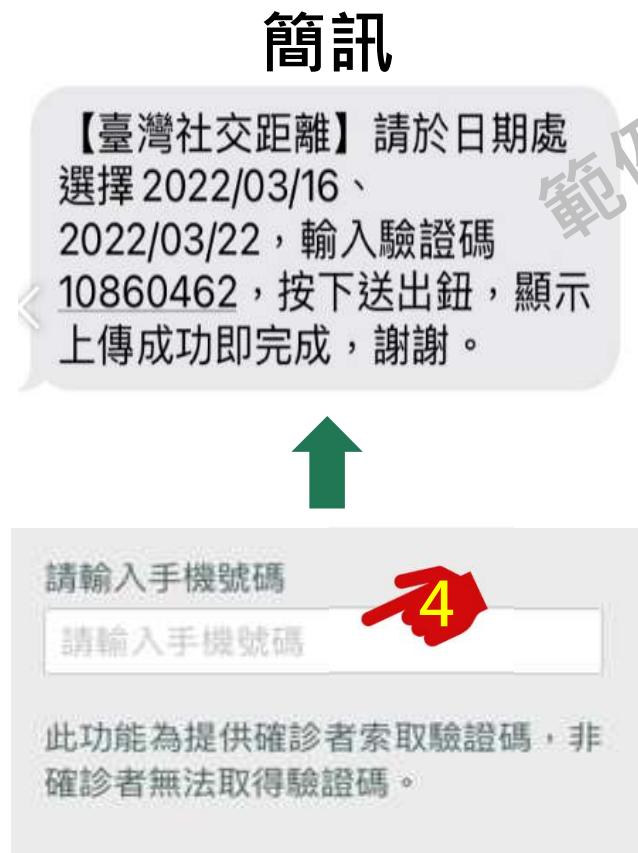 簡訊
【臺灣社交距離】請於日期處
選擇 2022/03/16、
2022/03/22，輸入驗證碼
10860462，按下送出鈕，顯示
上傳成功即完成，謝謝。
範例
請輸入手機號碼
4
請輸入手機號碼
此功能為提供確診者索取驗證碼，非
確診者無法取得驗證碼。